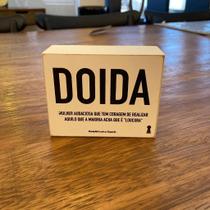 DOIDA
MULHER AUDACIOSA QUE TEM CORAGEM DE REALIZAR
AQUILO QUE A MAIORIA ACHA QUE É "LOUCURA"